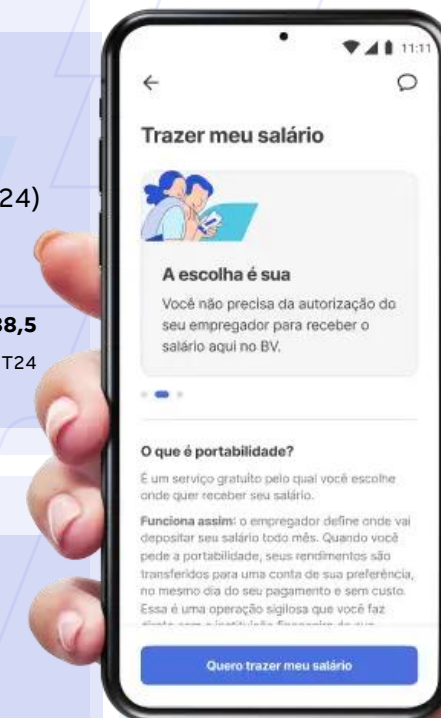 24)
38,5
T24
11:11
Trazer meu salário
A escolha é sua
Você não precisa da autorização do
seu empregador para receber o
salário aqui no BV.
O que é portabilidade?
É um serviço gratuito pelo qual você escolhe
onde quer receber seu salário.
Funciona assim: o empregador define onde vai
depositar seu salário todo mês. Quando você
pede a portabilidade, seus rendimentos são
transferidos para uma conta de sua preferência,
no mesmo dia do seu pagamento e sem custo.
Essa é uma operação sigilosa que você faz
Quero trazer meu salário